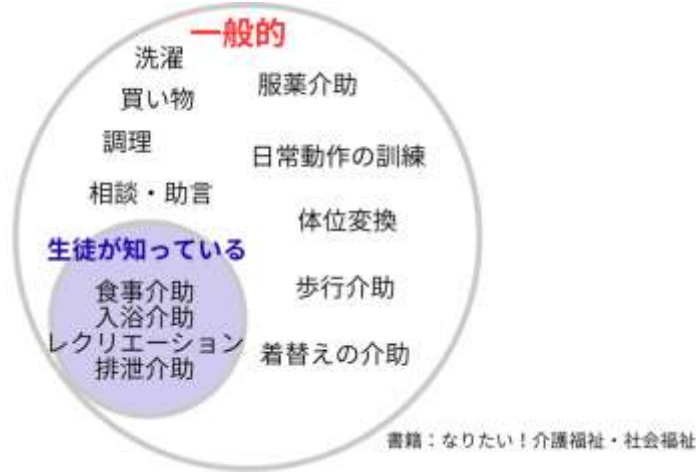 一般的
洗濯
買い物
調理
相談・助言
服薬介助
日常動作の訓練
体位変換
歩行介助
着替えの介助
生徒が知っている
食事介助
入浴介助
レクリエーション
排泄介助
書籍：なりたい！介護福祉・社会福祉